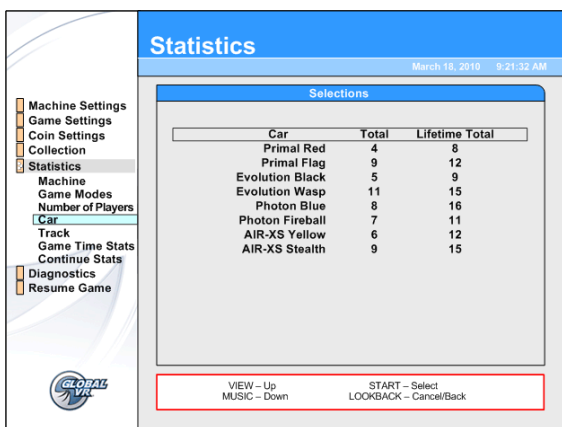 Statistics
March 18, 2010 9:21:32 AM
Machine Settings
Game Settings
Coin Settings
Collection
Statistics
Machine
Game Modes
Number of Players
Car
Track
Game Time Stats
Continue Stats
Diagnostics
Resume Game
GLOBAL
VR
Selections
Car Total Lifetime Total
Primal Red 4 8
Primal Flag 9 12
Evolution Black 5 9
Evolution Wasp 11 15
Photon Blue 8 16
Photon Fireball 7 11
AIR-XS Yellow 6 12
AIR-XS Stealth 9 15
VIEW – Up START – Select
MUSIC – Down LOOKBACK – Cancel/Back